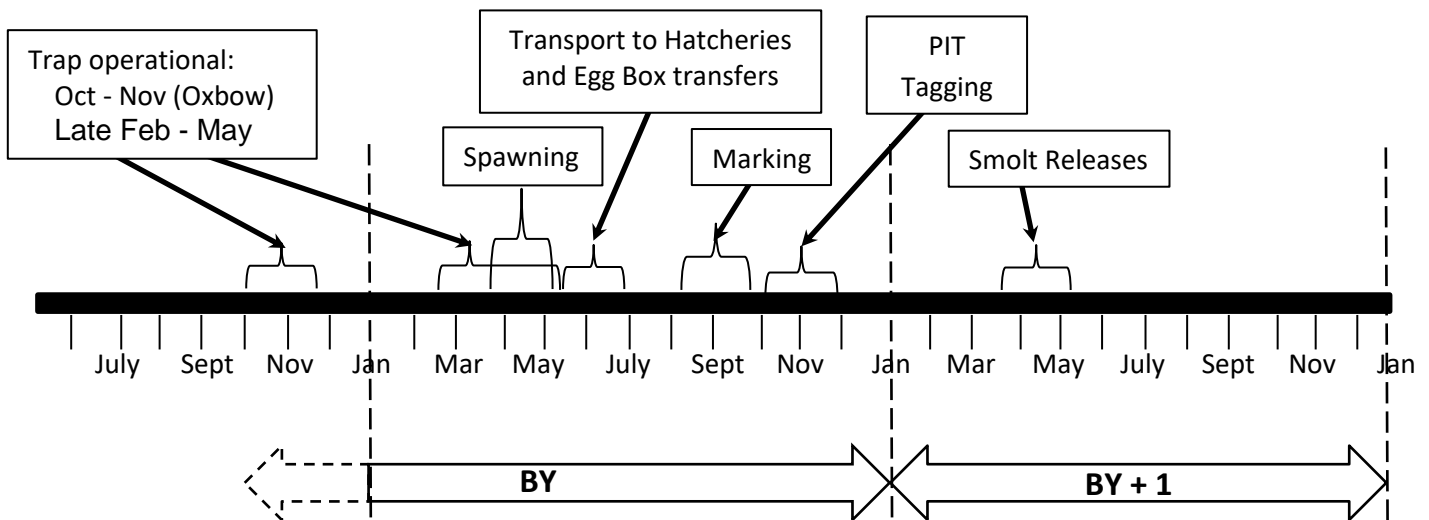 Trap operational:
Oct - Nov (Oxbow)
Late Feb - May
Transport to Hatcheries
and Egg Box transfers
PIT
Tagging
Spawning
Marking
Smolt Releases
July Sept Nov Jan Mar May July Sept Nov Jan Mar May July Sept Nov Jan
BY BY + 1